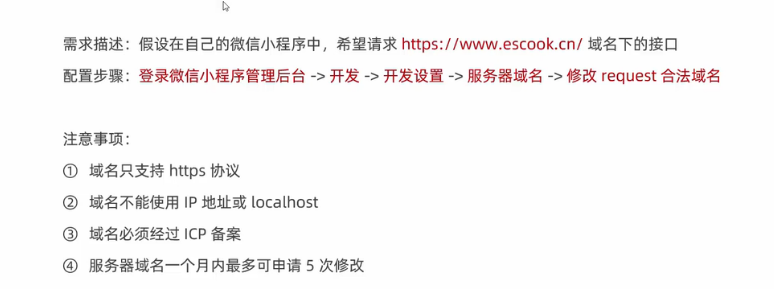 需求描述：假设在自己的微信小程序中，希望请求 https://www.escook.cn/ 域名下的接口
配置步骤：登录微信小程序管理后台 -> 开发 -> 开发设置 -> 服务器域名 -> 修改 request 合法域名
注意事项：
① 域名只支持 https 协议
② 域名不能使用 IP 地址或 localhost
③ 域名必须经过 ICP 备案
④ 服务器域名一个月内最多可申请 5 次修改